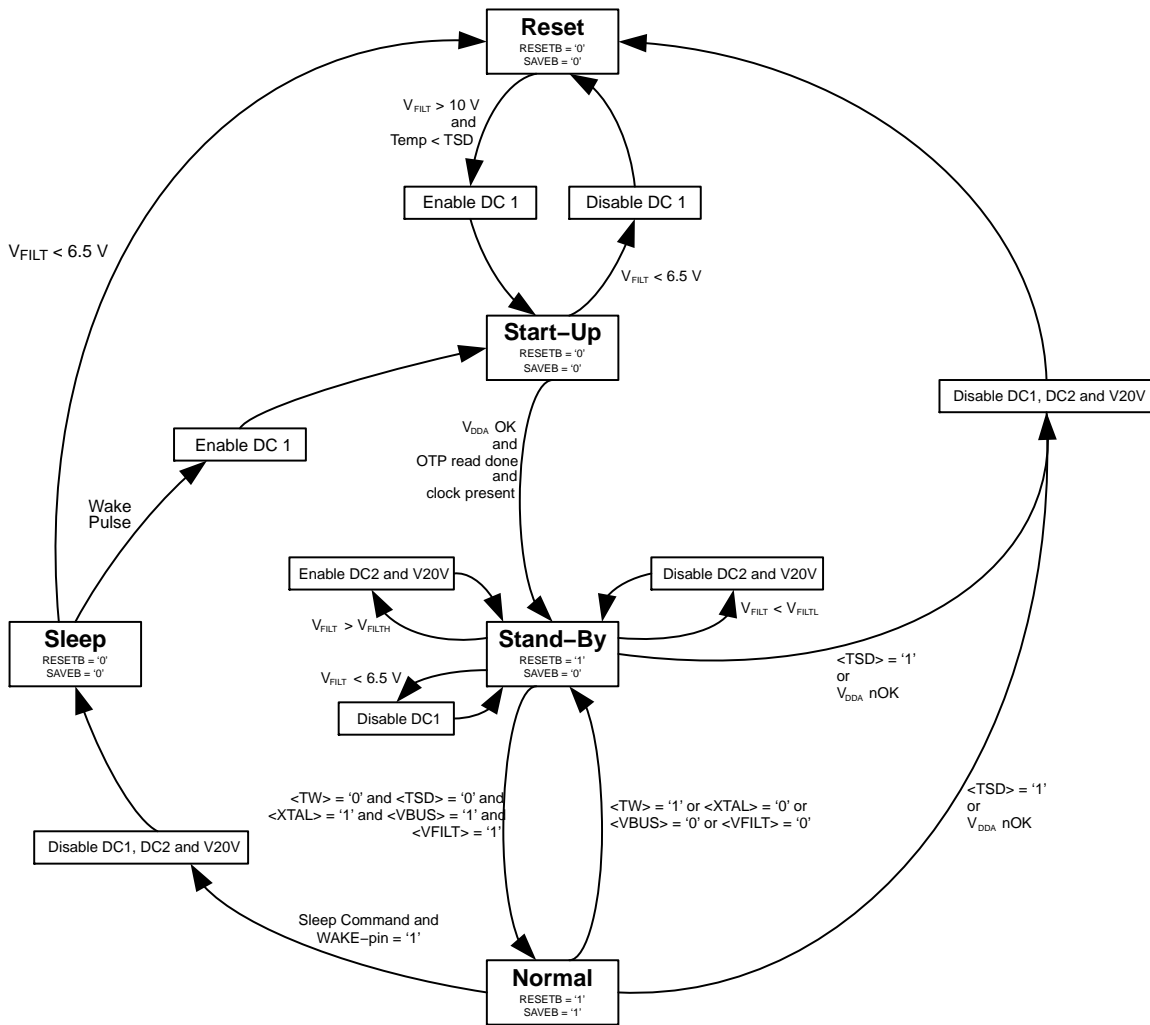 Reset
RESETB = ‘0’
SAVEB = ‘0’
VFILT > 10 V
and
Temp < TSD
Enable DC 1
Disable DC 1
VFILT < 6.5 V
VFILT < 6.5 V
Start−Up
RESETB = ‘0’
SAVEB = ‘0’
Disable DC1, DC2 and V20V
Enable DC 1
VDDA OK
and
OTP read done
and
clock present
Wake
Pulse
Enable DC2 and V20V
Disable DC2 and V20V
VFILT > VFILTH
VFILT < VFILTL
Sleep
RESETB = ‘0’
SAVEB = ‘0’
Stand−By
RESETB = ‘1’
SAVEB = ‘0’
VFILT < 6.5 V
Disable DC1
<TSD> = ‘1’
or
VDDA nOK
<TW> = ‘0’ and <TSD> = ‘0’ and
<XTAL> = ‘1’ and <VBUS> = ‘1’ and
<VFILT> = ‘1’
<TW> = ‘1’ or <XTAL> = ‘0’ or
<VBUS> = ‘0’ or <VFILT> = ‘0’
<TSD> = ‘1’
or
VDDA nOK
Disable DC1, DC2 and V20V
Sleep Command and
WAKE−pin = ‘1’
Normal
RESETB = ‘1’
SAVEB = ‘1’